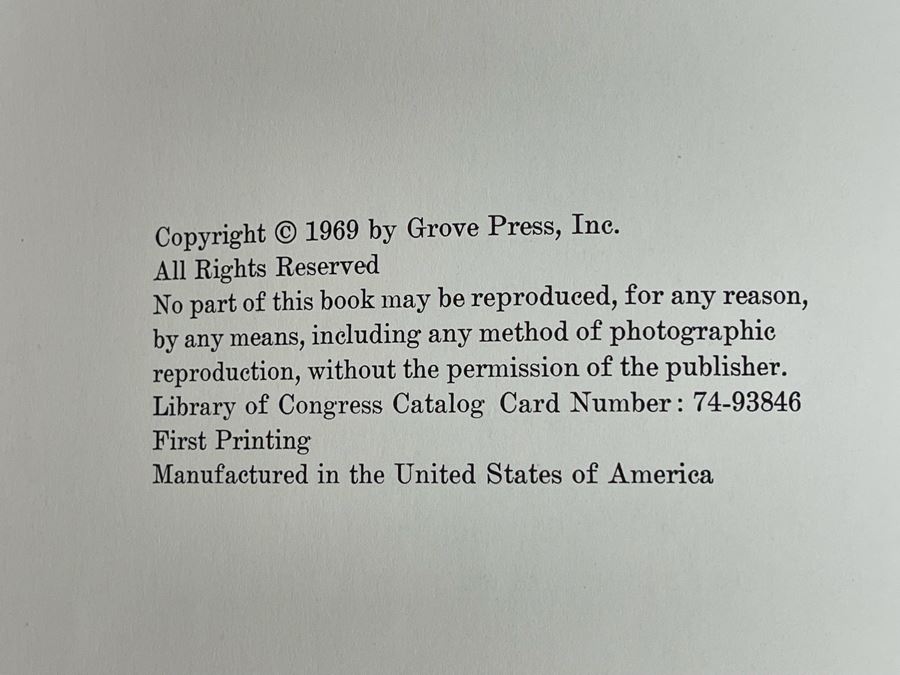 Copyright © 1969 by Grove Press, Inc.
All Rights Reserved
No part of this book may be reproduced, for any reason,
by any means, including any method of photographic
reproduction, without the permission of the publisher.
Library of Congress Catalog Card Number: 74-93846
First Printing
Manufactured in the United States of America